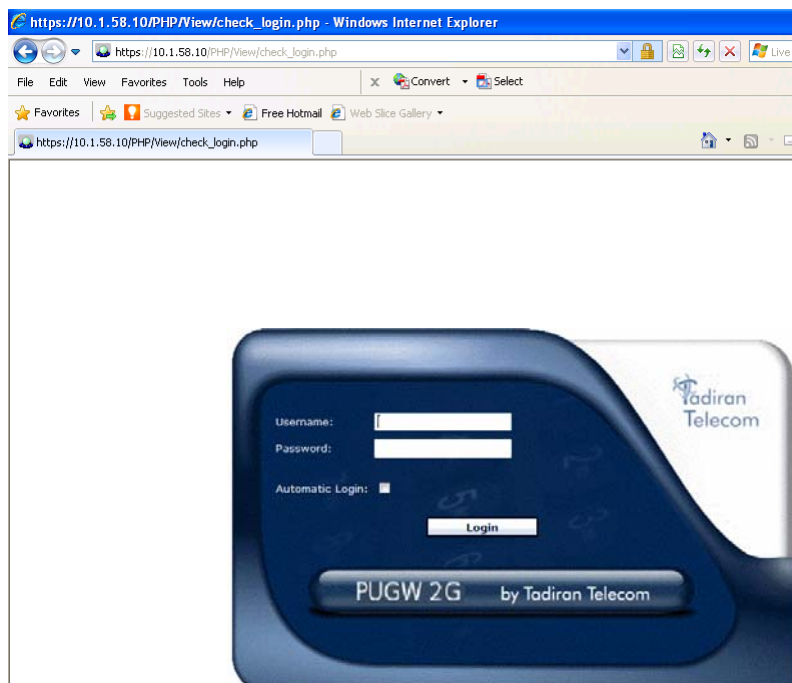 https://10.1.58.10/PHP/View/check_login.php - Windows Internet Explorer
https://10.1.58.10/PHP/View/check_login.php
Live
File Edit View Favorites Tools Help x Convert Select
Favorites Suggested Sites Free Hotmail Web Slice Gallery
https://10.1.58.10/PHP/View/check_login.php
Tadiran
Telecom
Username:
Password:
Automatic Login:
Login
PUGW 2G by Tadiran Telecom